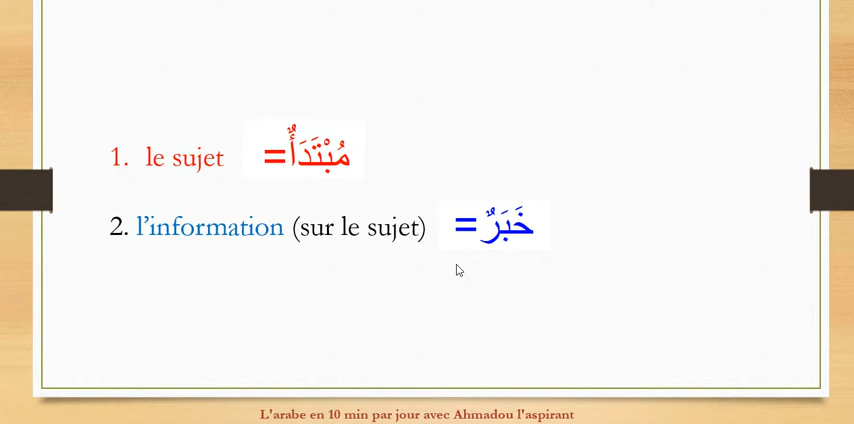 1. le sujet =مُبْتَدَأٌ
2. l’information (sur le sujet) = خَبَرٌ
L'arabe en 10 min par jour avec Ahmadou l'aspirant